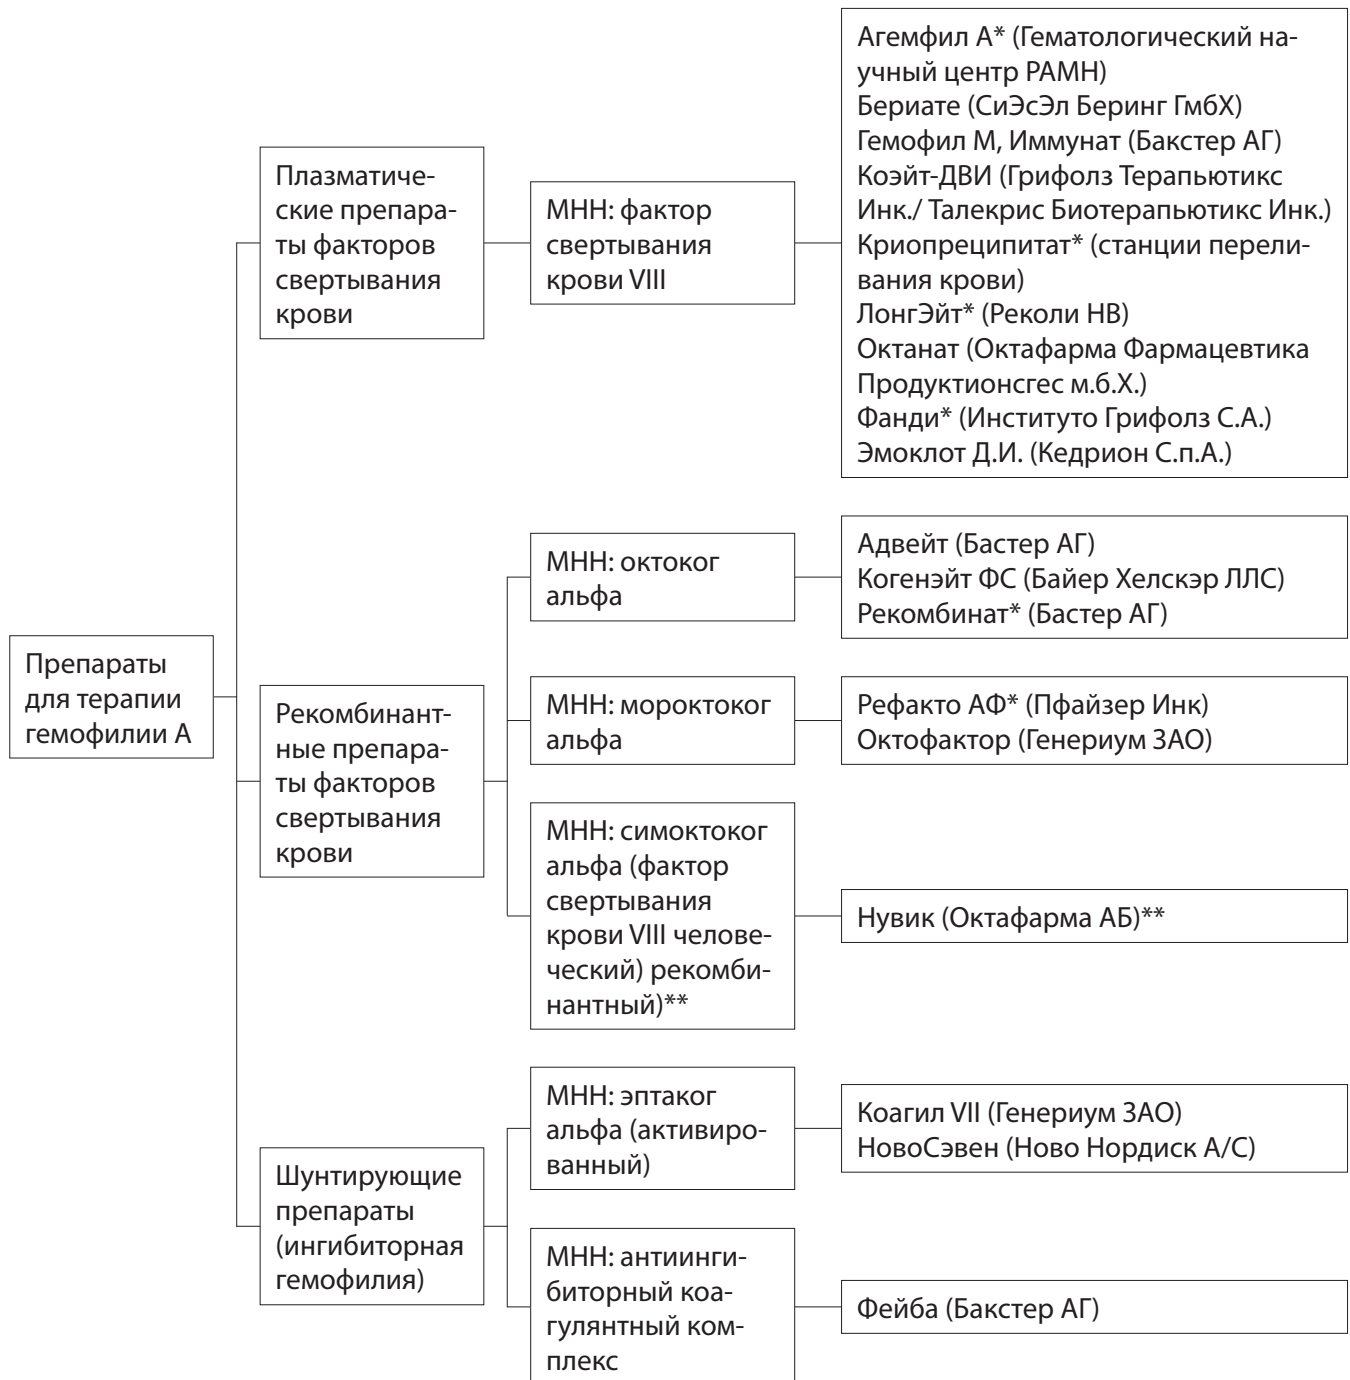 Препараты
для терапии
гемофилии А
Плазматиче-
ские препара-
ты факторов
свертывания
крови
МНН: фактор
свертывания
крови VIII
Агемфил А* (Гематологический на-
учный центр РАМН)
Бериате (СиЭсЭл Беринг ГмбХ)
Гемофил М, Иммунат (Бакстер АГ)
Коэйт-ДВИ (Грифолз Терапьютикс
Инк./ Талекрис Биотерапьютикс Инк.)
Криопреципитат* (станции перели-
вания крови)
ЛонгЭйт* (Реколи НВ)
Октанат (Октафарма Фармацевтика
Продуктионсгес м.б.Х.)
Фанди* (Институто Грифолз С.А.)
Эмоклот Д.И. (Кедрион С.п.А.)
Рекомбинант-
ные препара-
ты факторов
свертывания
крови
МНН: октоког
альфа
Адвейт (Бастер АГ)
Когенэйт ФС (Байер Хелскэр ЛЛС)
Рекомбинат* (Бастер АГ)
МНН: мороктоког
альфа
Рефакто АФ* (Пфайзер Инк)
Октофактор (Генериум ЗАО)
МНН: симоктоког
альфа (фактор
свертывания
крови VIII челове-
ческий) рекомби-
нантный)**
Нувик (Октафарма АБ)**
Шунтирующие
препараты
(ингибиторная
гемофилия)
МНН: эптаког
альфа (активиро-
ванный)
Коагил VII (Генериум ЗАО)
НовоСэвен (Ново Нордиск А/С)
МНН: антиинги-
биторный коа-
гулянтный ком-
плекс
Фейба (Бакстер АГ)